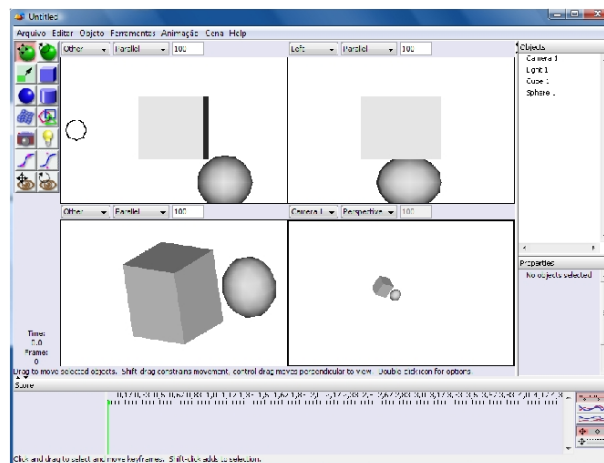 Untitled
Arquivo Editar Objeto Ferramentas Animação Cena Help
Other Parallel 100 Left Parallel 100
Objects
Camera 1
Light 1
Cube 1
Sphere
Other Parallel 100 Camera 1 Perspective 100
Properties
No objects selected
Time:
0.0
Frame:
0
Drag to move selected objects. Shift-drag constrains movement, control-drag moves perpendicular to view. Double-click icon for options.
Score
Click and drag to select and move keyframes. Shift-click adds to selection.